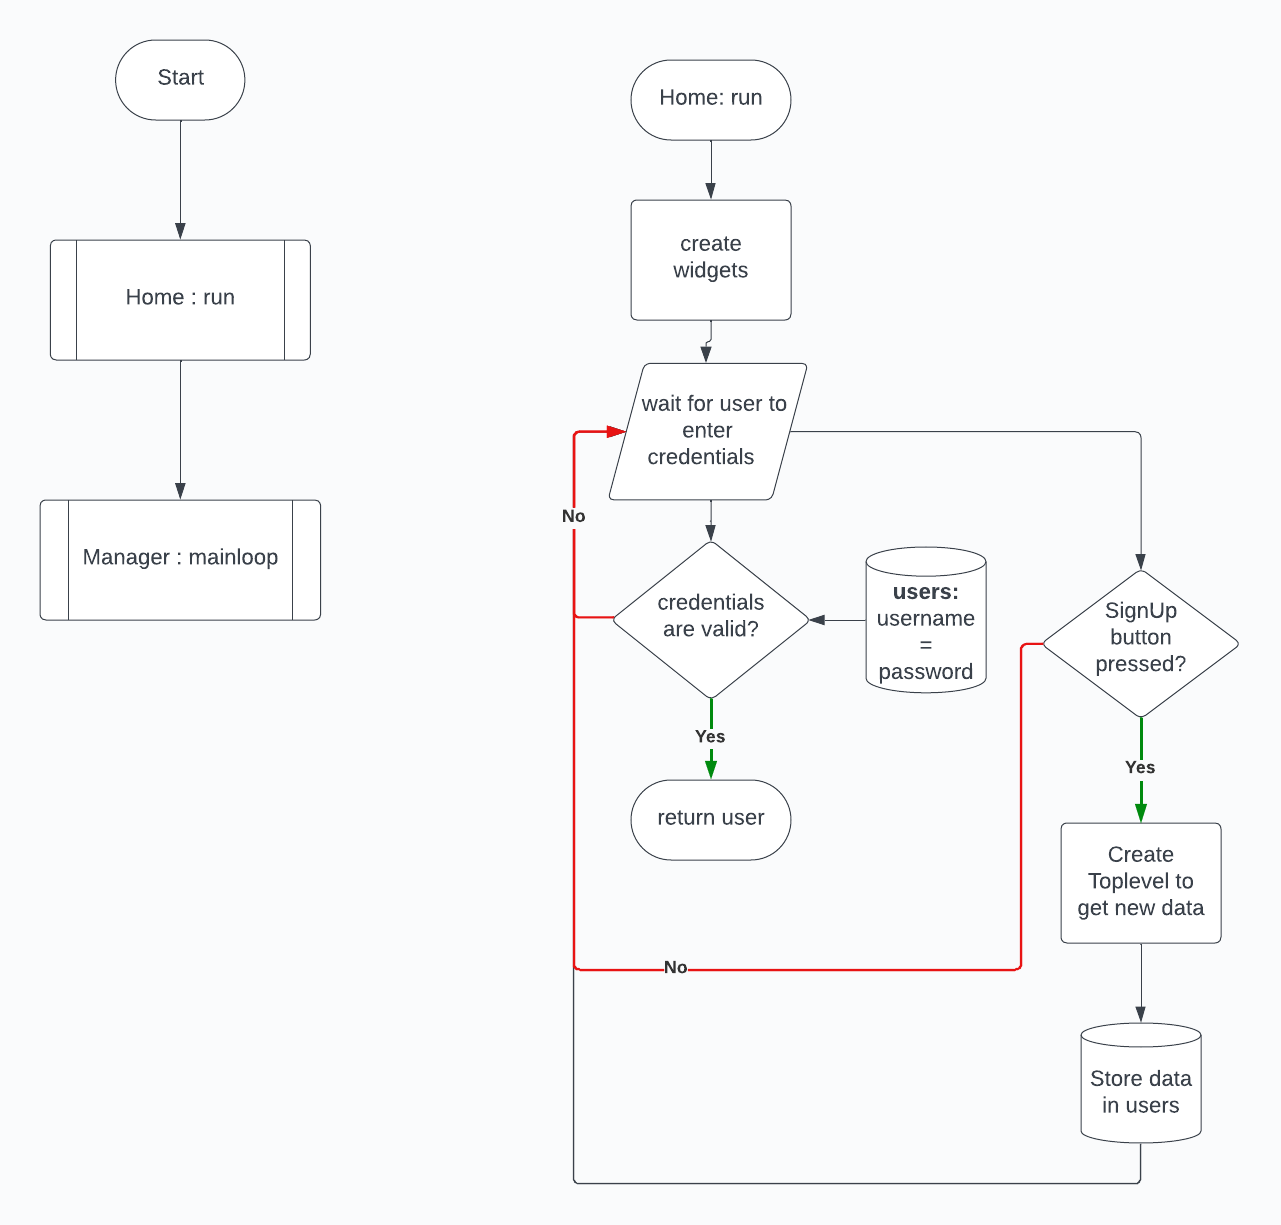 Start
Home : run
Manager : mainloop
Home: run
create
widgets
wait for user to
enter
credentials
No
credentials
are valid?
users:
username
=
password
Yes
return user
SignUp
button
pressed?
Yes
Create
Toplevel to
get new data
No
Store data
in users